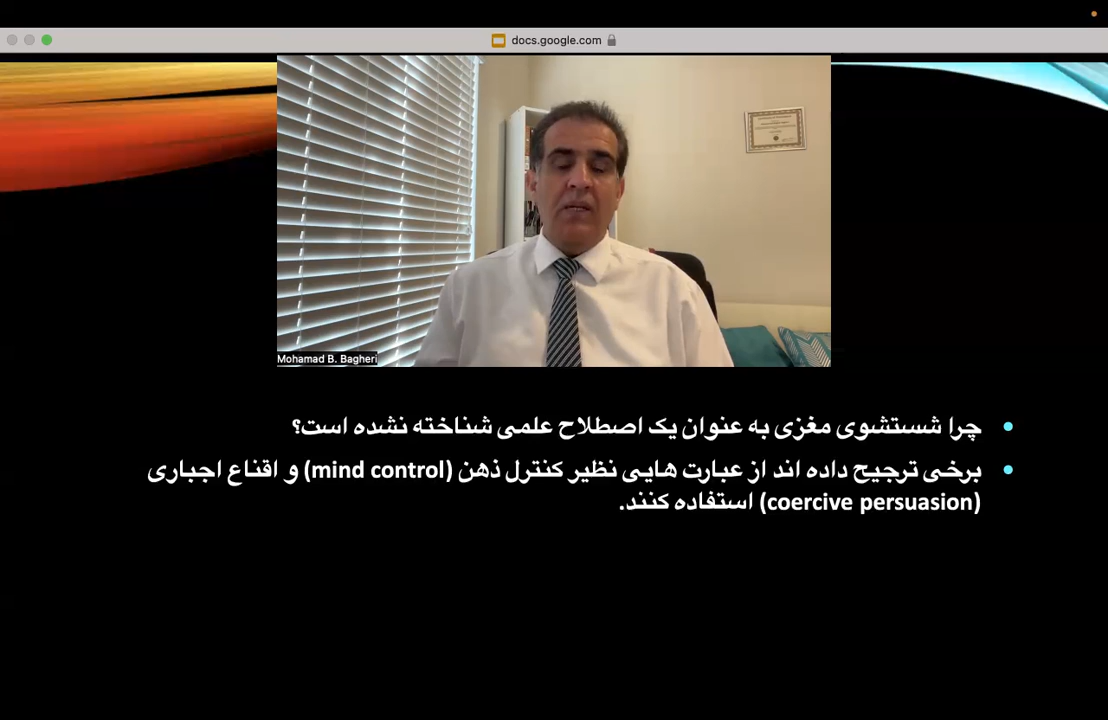 docs.google.com
Mohamad B. Bagheri
چرا شستشوی مغزی به عنوان یک اصطلاح علمی شناخته نشده است؟
برخی ترجیح داده اند از عبارت هایی نظیر کنترل ذهن (mind control) و اقناع اجباری
(coercive persuasion) استفاده کنند.